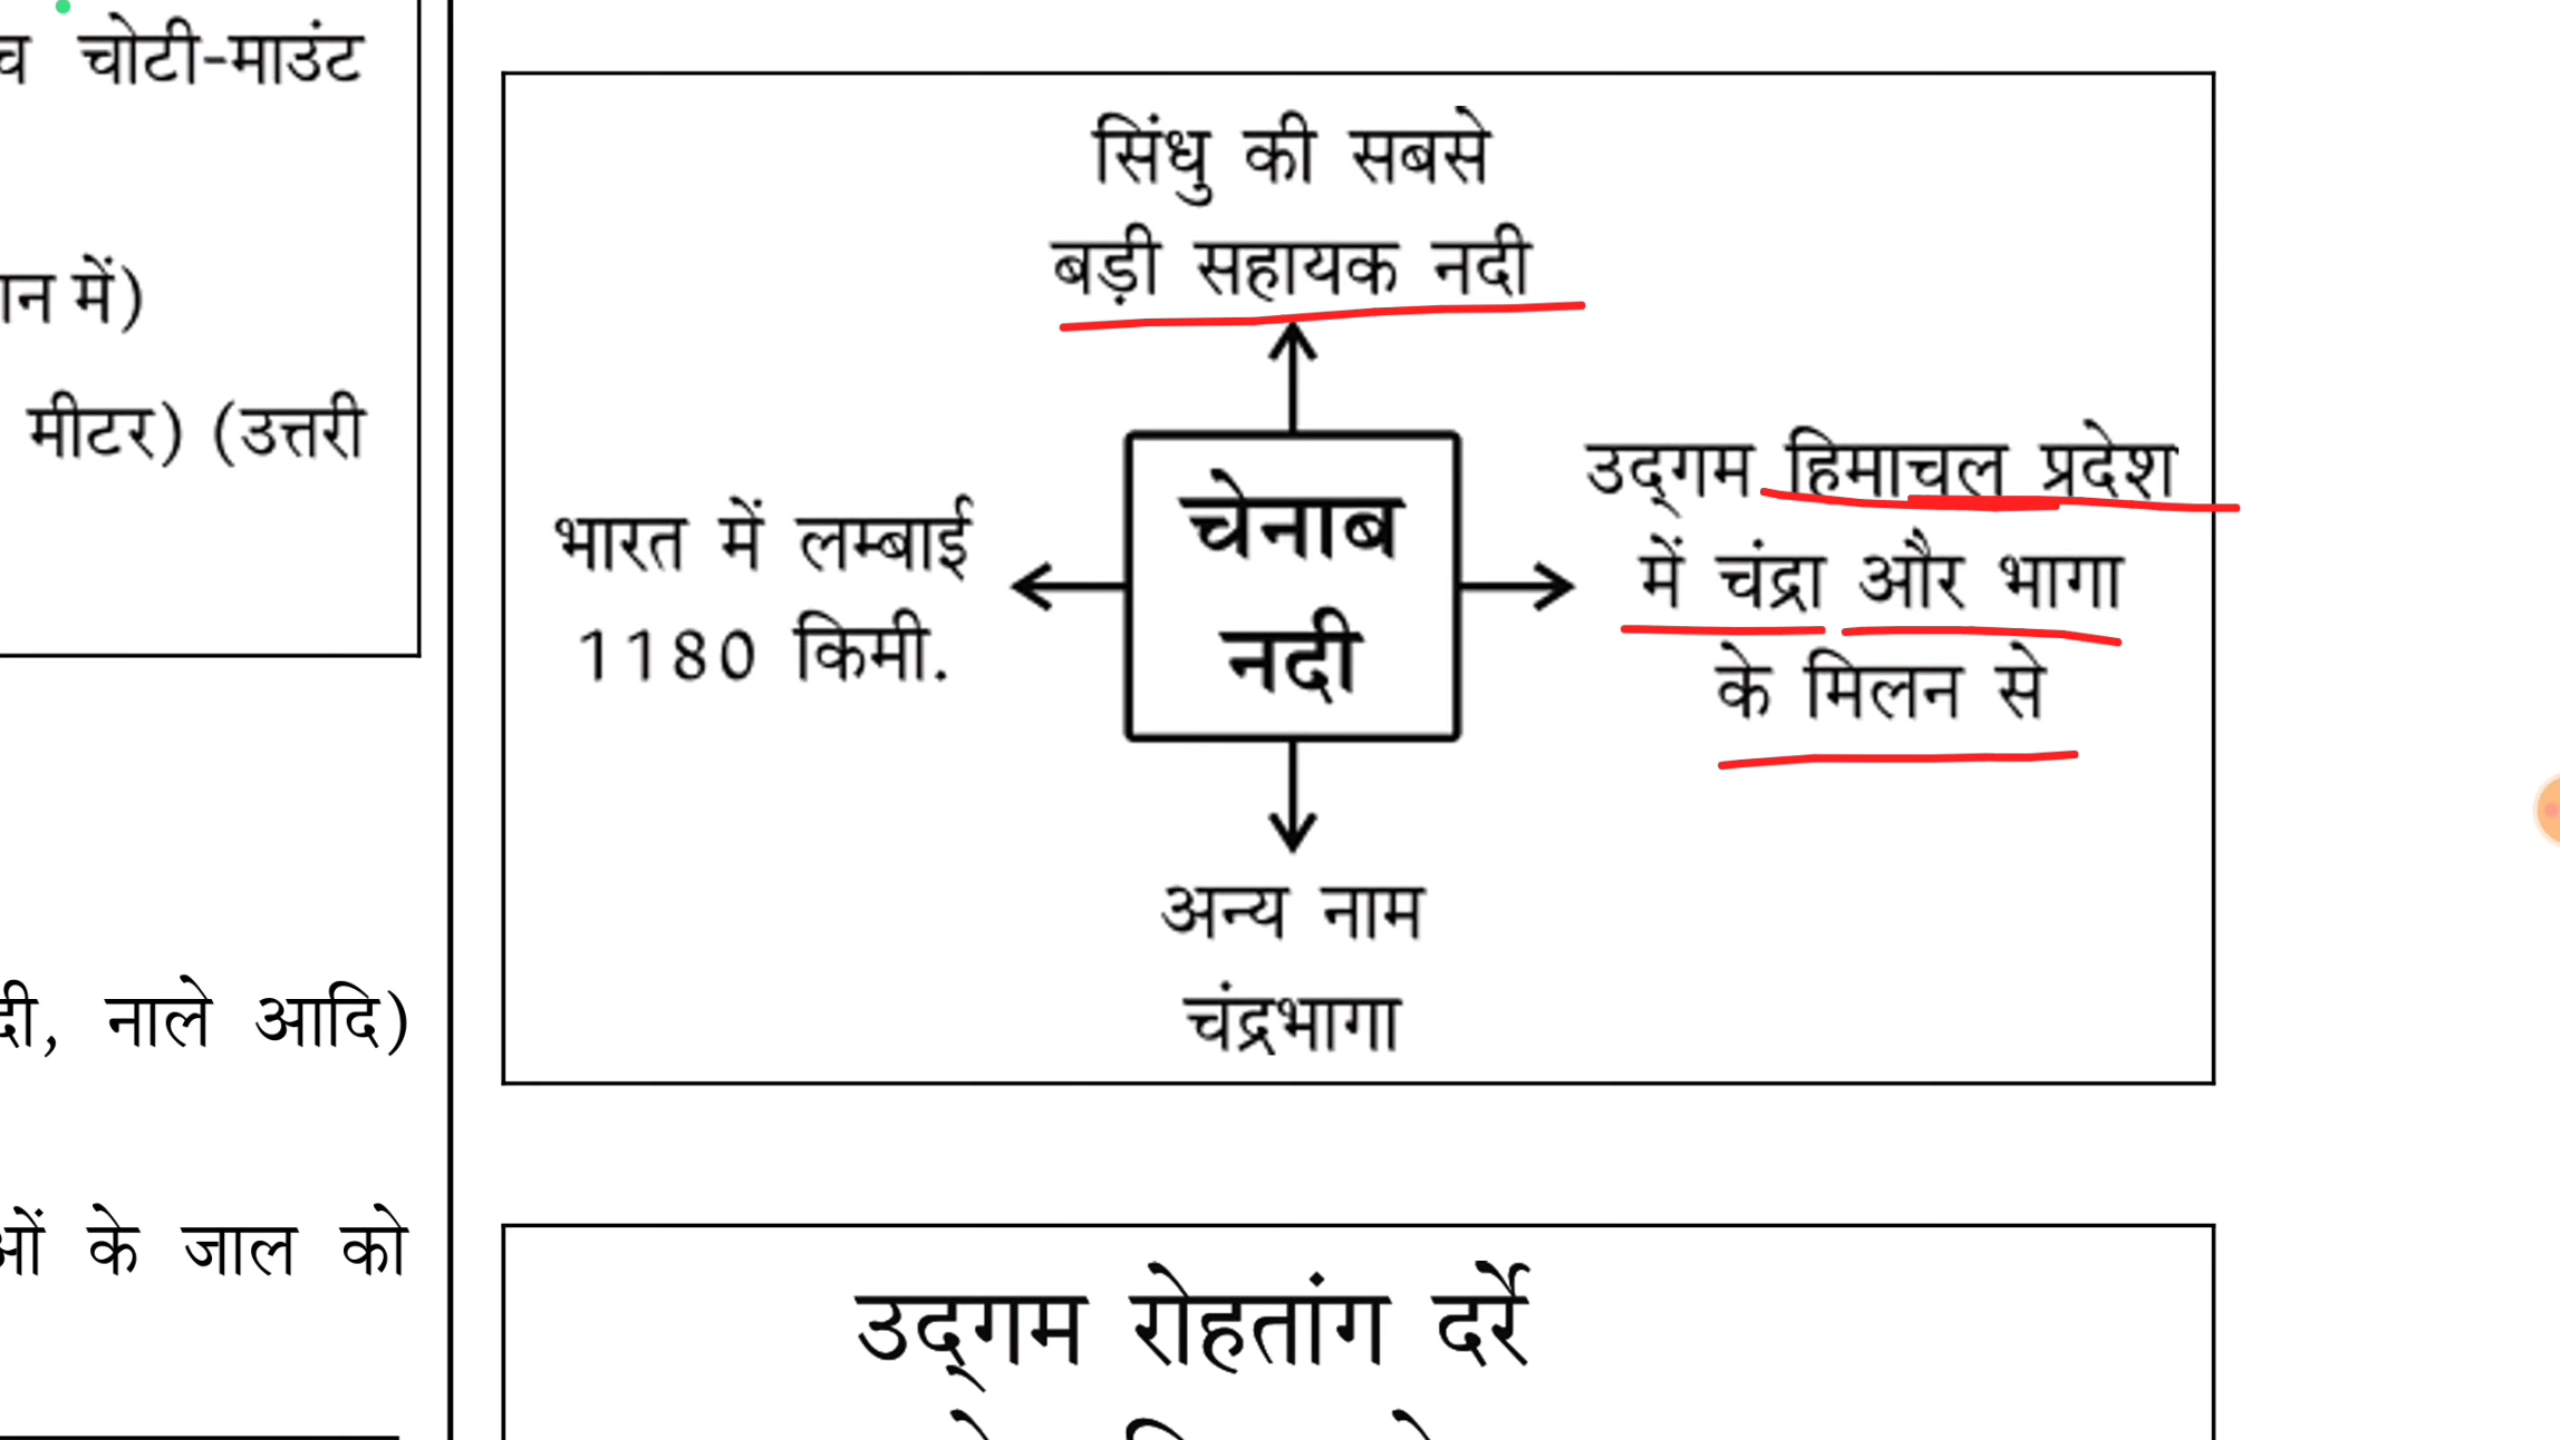 चोटी-माउंट
में)
मीटर) (उत्तरी
नाले आदि)
के जाल को
सिंधु की सबसे
बड़ी सहायक नदी
चेनाब
नदी
भारत में लम्बाई
1180 किमी.
उद्गम हिमाचल प्रदेश
में चंद्रा और भागा
के मिलन से
अन्य नाम
चंद्रभागा
उद्गम रोहतांग दर्रे